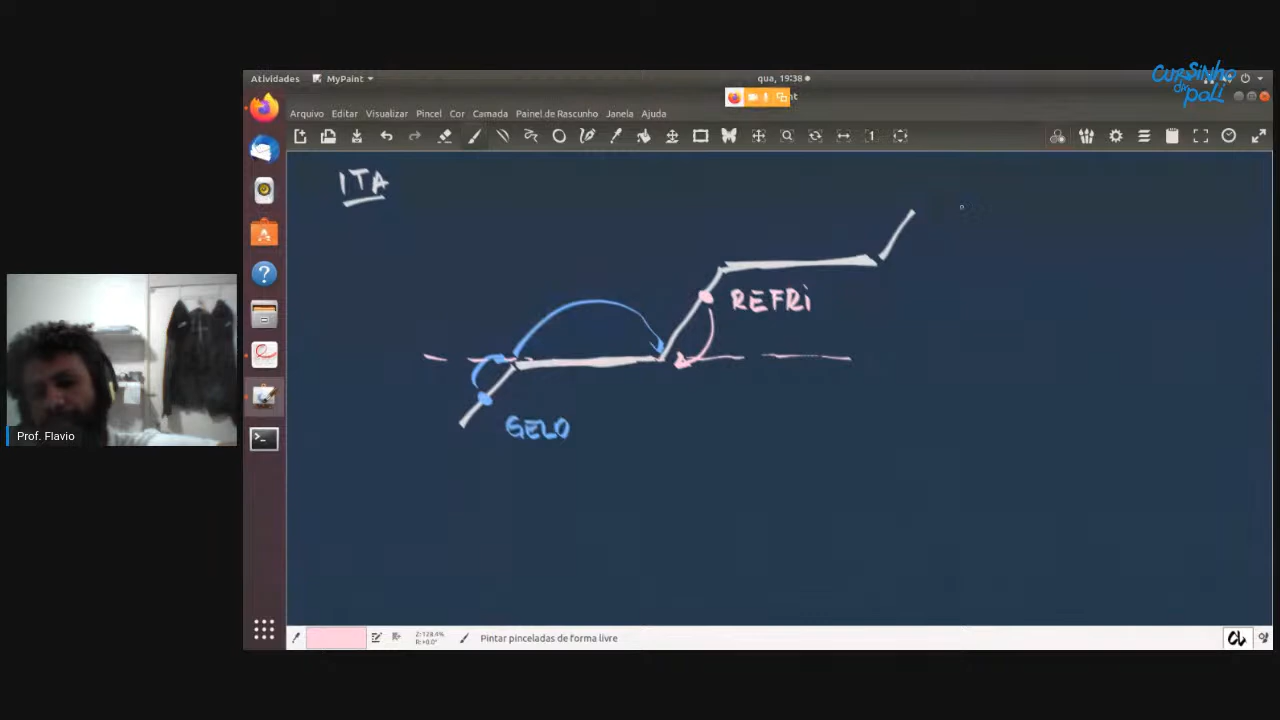 CURSINHO
da
POLI
Atividades MyPaint qua, 19:38
Arquivo Editar Visualizar Pincel Cor Camada Painel de Rascunho Janela Ajuda
1
ITA
REFRI
GELO
Prof. Flavio
Pintar pinceladas de forma livre